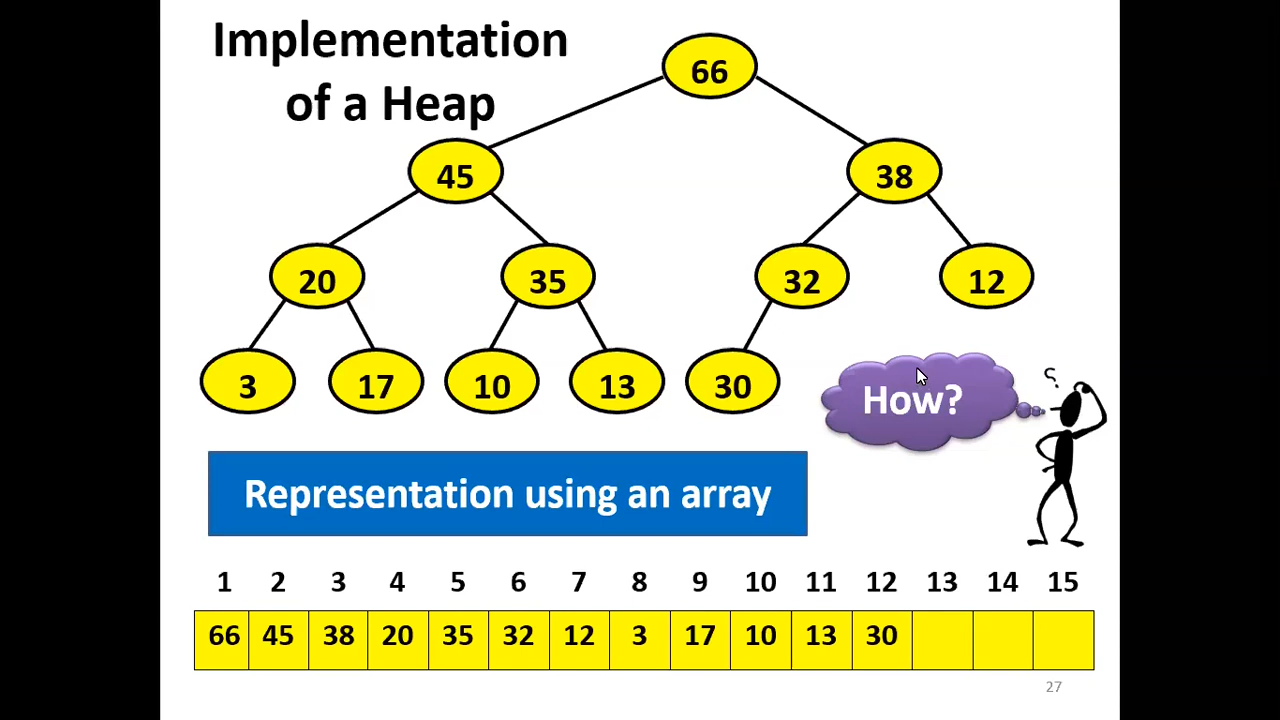 Implementation
of a Heap
66
45 38
20 35 32 12
3 17 10 13 30
How?
?
Representation using an array
1 2 3 4 5 6 7 8 9 10 11 12 13 14 15
66 45 38 20 35 32 12 3 17 10 13 30
27